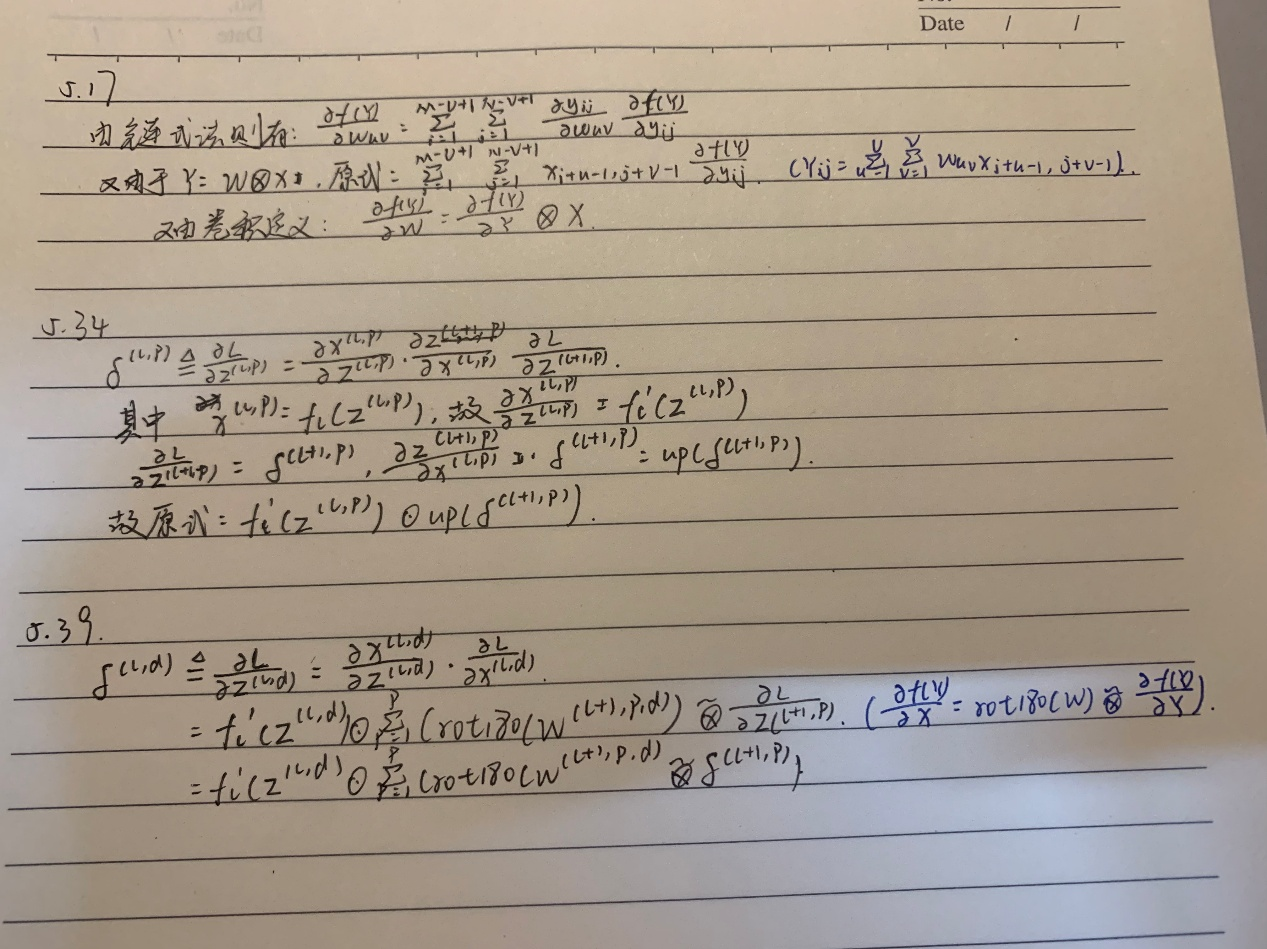 Date / /
5.17
由链式法则有: ∂f(Y)/∂w_uv = Σ_{i=1}^{M-U+1} Σ_{j=1}^{N-V+1} ∂y_ij/∂w_uv ∂f(Y)/∂y_ij
又由于 Y = W⊗X, 原式 = Σ_{i=1}^{M-U+1} Σ_{j=1}^{N-V+1} x_{i+u-1, j+v-1} ∂f(Y)/∂y_ij. (Y_ij = Σ_{u=1}^{U} Σ_{v=1}^{V} w_uv x_{i+u-1, j+v-1}).
又由卷积定义: ∂f(Y)/∂W = ∂f(Y)/∂Y ⊗ X.
5.34
δ^(l,p) ≜ ∂L/∂Z^(l,p) = ∂X^(l,p)/∂Z^(l,p) · ∂Z^(l+1,p)/∂X^(l,p) ∂L/∂Z^(l+1,p).
其中 X^(l,p) = f_l(Z^(l,p), 故 ∂X^(l,p)/∂Z^(l,p) = f_l'(Z^(l,p))
∂L/∂Z^(l+1,p) = δ^(l+1,p), ∂Z^(l+1,p)/∂X^(l,p) · δ^(l+1,p) = up(δ^(l+1,p)).
故原式 = f_l'(Z^(l,p)) ⊙ up(δ^(l+1,p)).
5.39.
δ^(l,d) ≜ ∂L/∂Z^(l,d) = ∂X^(l,d)/∂Z^(l,d) · ∂L/∂X^(l,d).
= f_l'(Z^(l,d)) ⊙ Σ_{p=1}^{P} (rot180(W^(l+1,p,d)) ⊗̃ ∂L/∂Z^(l+1,p). (∂f(Y)/∂X = rot180(W) ⊗̃ ∂f(Y)/∂Y).
= f_l'(Z^(l,d) ⊙ Σ_{p=1}^{P} (rot180(W^(l+1,p,d) ⊗̃ δ^(l+1,p))